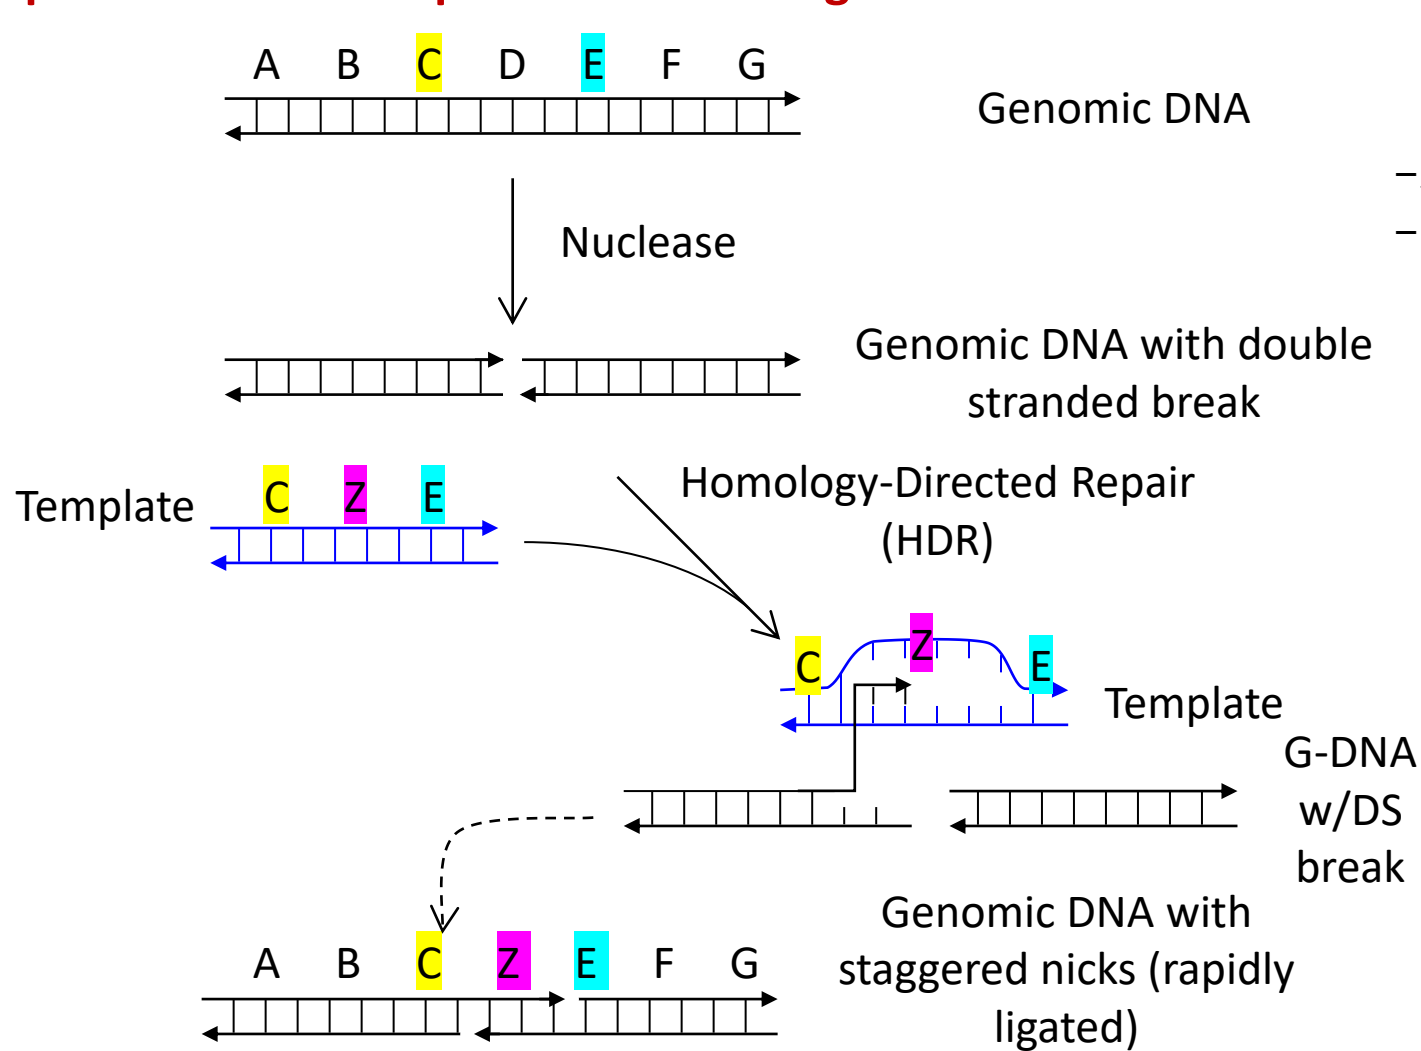 A B C D E F G
Genomic DNA
Nuclease
Genomic DNA with double
stranded break
Template
C Z E
Homology-Directed Repair
(HDR)
C Z E
Template
G-DNA
w/DS
break
Genomic DNA with
staggered nicks (rapidly
ligated)
A B C Z E F G